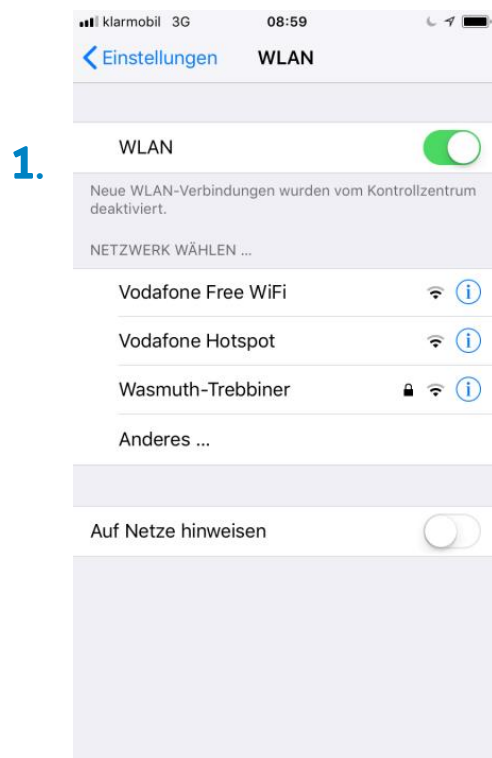 klarmobil 3G 08:59
Einstellungen WLAN
1.
WLAN
Neue WLAN-Verbindungen wurden vom Kontrollzentrum
deaktiviert.
NETZWERK WÄHLEN ...
Vodafone Free WiFi
Vodafone Hotspot
Wasmuth-Trebbiner
Anderes ...
Auf Netze hinweisen